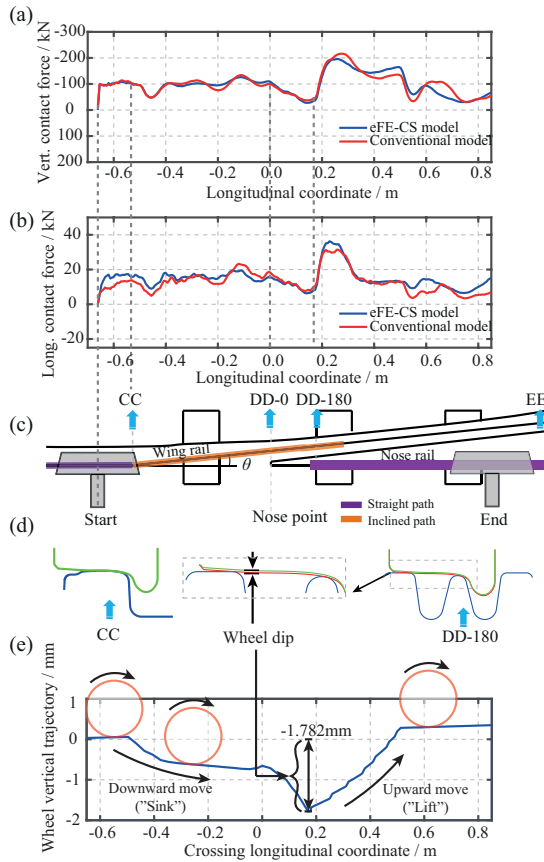 (a)
-300
-200
-100
0
100
200
Vert. contact force / kN
eFE-CS model
Conventional model
-0.6 -0.4 -0.2 0.0 0.2 0.4 0.6 0.8
Longitudinal coordinate / m
(b)
40
20
0
-20
Long. contact force / kN
eFE-CS model
Conventional model
-0.6 -0.4 -0.2 0.0 0.2 0.4 0.6 0.8
Longitudinal coordinate / m
CC DD-0 DD-180 EE
(c)
Wing rail
θ
Nose rail
Straight path
Inclined path
Start
Nose point
End
(d)
CC
Wheel dip
DD-180
(e)
1
0
-1
-2
Wheel vertical trajectory / mm
-1.782mm
Downward move
("Sink")
Upward move
("Lift")
-0.6 -0.4 -0.2 0 0.2 0.4 0.6 0.8
Crossing longitudinal coordinate / m